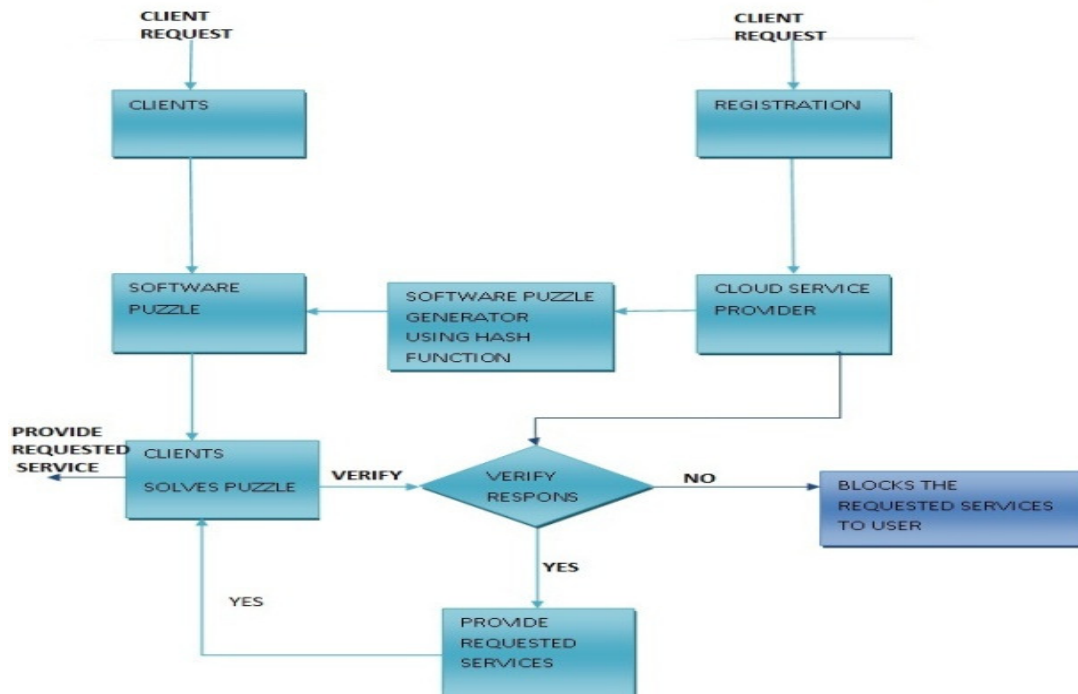 CLIENT
REQUEST
CLIENT
REQUEST
CLIENTS
REGISTRATION
SOFTWARE
PUZZLE
SOFTWARE PUZZLE
GENERATOR
USING HASH
FUNCTION
CLOUD SERVICE
PROVIDER
PROVIDE
REQUESTED
SERVICE
CLIENTS
SOLVES PUZZLE
VERIFY
VERIFY
RESPONS
NO
BLOCKS THE
REQUESTED SERVICES
TO USER
YES
YES
PROVIDE
REQUESTED
SERVICES